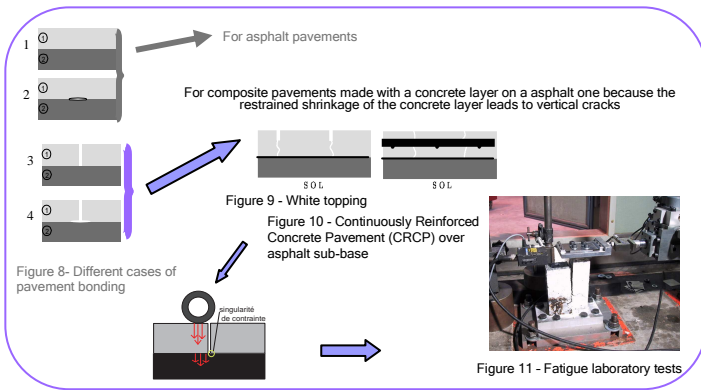 1
1
2
For asphalt pavements
2
1
2
For composite pavements made with a concrete layer on a asphalt one because the
restrained shrinkage of the concrete layer leads to vertical cracks
3
1
2
4
1
2
SOL
SOL
Figure 9 - White topping
Figure 10 - Continuously Reinforced
Concrete Pavement (CRCP) over
asphalt sub-base
Figure 8- Different cases of
pavement bonding
singularité
de contrainte
Figure 11 - Fatigue laboratory tests